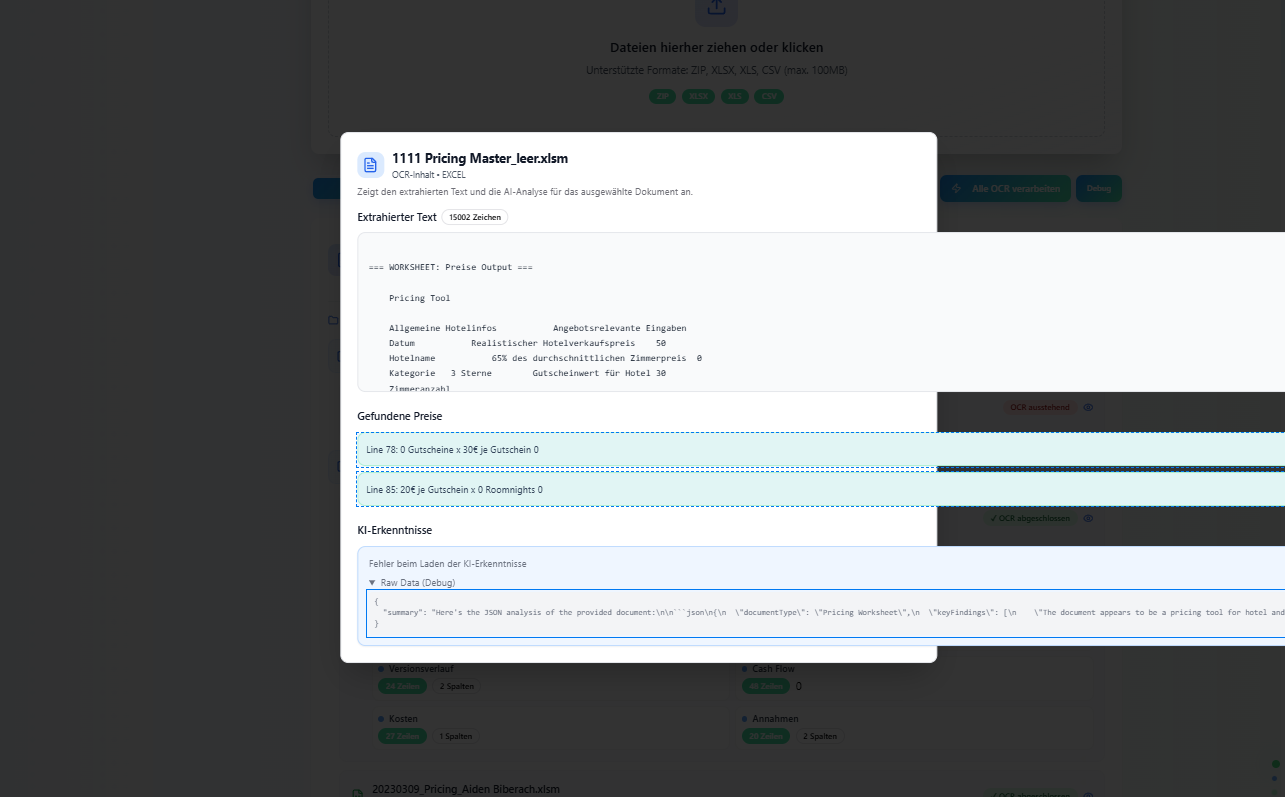 Dateien hierher ziehen oder klicken
Unterstützte Formate: ZIP, XLSX, XLS, CSV (max. 100MB)
ZIP XLSX XLS CSV
1111 Pricing Master_leer.xlsm
OCR-Inhalt • EXCEL
Zeigt den extrahierten Text und die AI-Analyse für das ausgewählte Dokument an.
Alle OCR verarbeiten Debug
Extrahierter Text 15002 Zeichen
=== WORKSHEET: Preise Output ===
Pricing Tool
Allgemeine Hotelinfos Angebotsrelevante Eingaben
Datum Realistischer Hotelverkaufspreis 50
Hotelname 65% des durchschnittlichen Zimmerpreis 0
Kategorie 3 Sterne Gutscheinwert für Hotel 30
Zimmeranzahl
OCR ausstehend
Gefundene Preise
Line 78: 0 Gutscheine x 30€ je Gutschein 0
Line 85: 20€ je Gutschein x 0 Roomnights 0
✓ OCR abgeschlossen
KI-Erkenntnisse
Fehler beim Laden der KI-Erkenntnisse
▼ Raw Data (Debug)
{
"summary": "Here's the JSON analysis of the provided document:\n\n```json\n{\n  \"documentType\": \"Pricing Worksheet\",\n  \"keyFindings\": [\n    \"The document appears to be a pricing tool for hotel and
}
Versionsverlauf Cash Flow
24 Zeilen 2 Spalten 48 Zeilen 0
Kosten Annahmen
27 Zeilen 1 Spalten 20 Zeilen 2 Spalten
20230309_Pricing_Aiden Biberach.xlsm
✓ OCR abgeschlossen